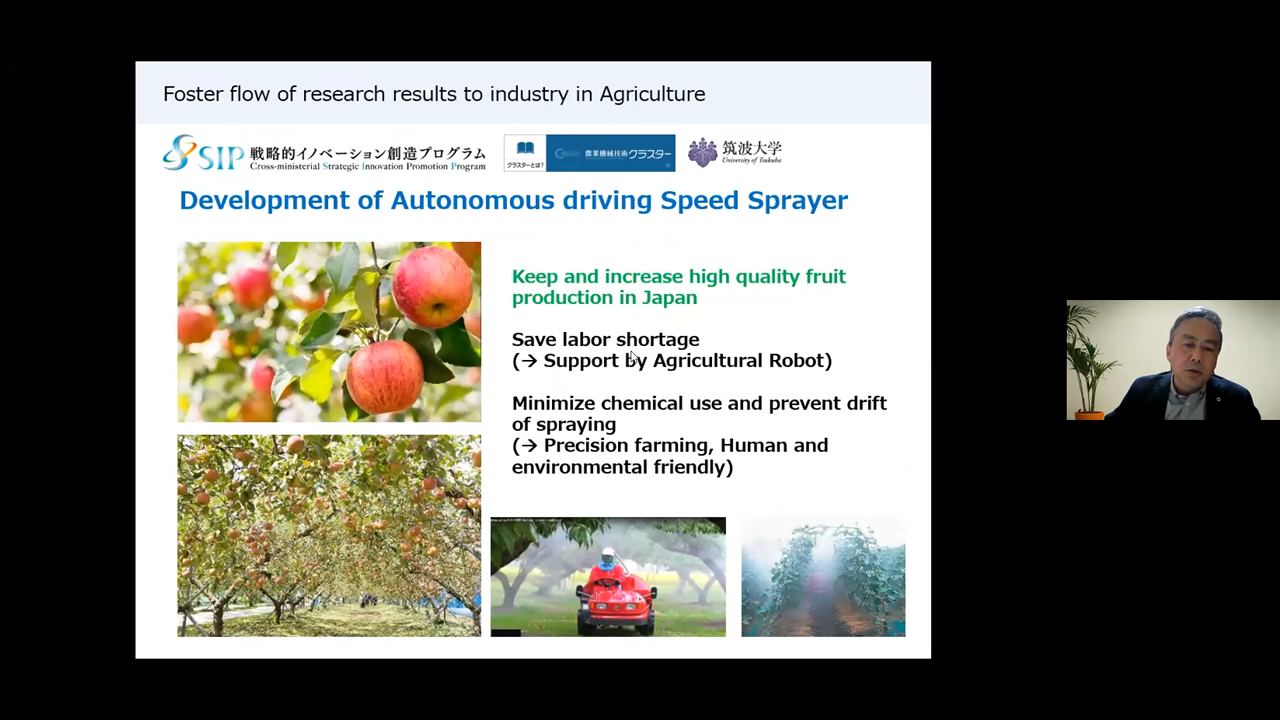 Foster flow of research results to industry in Agriculture
SIP 戦略的イノベーション創造プログラム
Cross-ministerial Strategic Innovation Promotion Program
クラスターとは?
農業機械技術クラスター
筑波大学
University of Tsukuba
Development of Autonomous driving Speed Sprayer
Keep and increase high quality fruit
production in Japan
Save labor shortage
(→ Support by Agricultural Robot)
Minimize chemical use and prevent drift
of spraying
(→ Precision farming, Human and
environmental friendly)